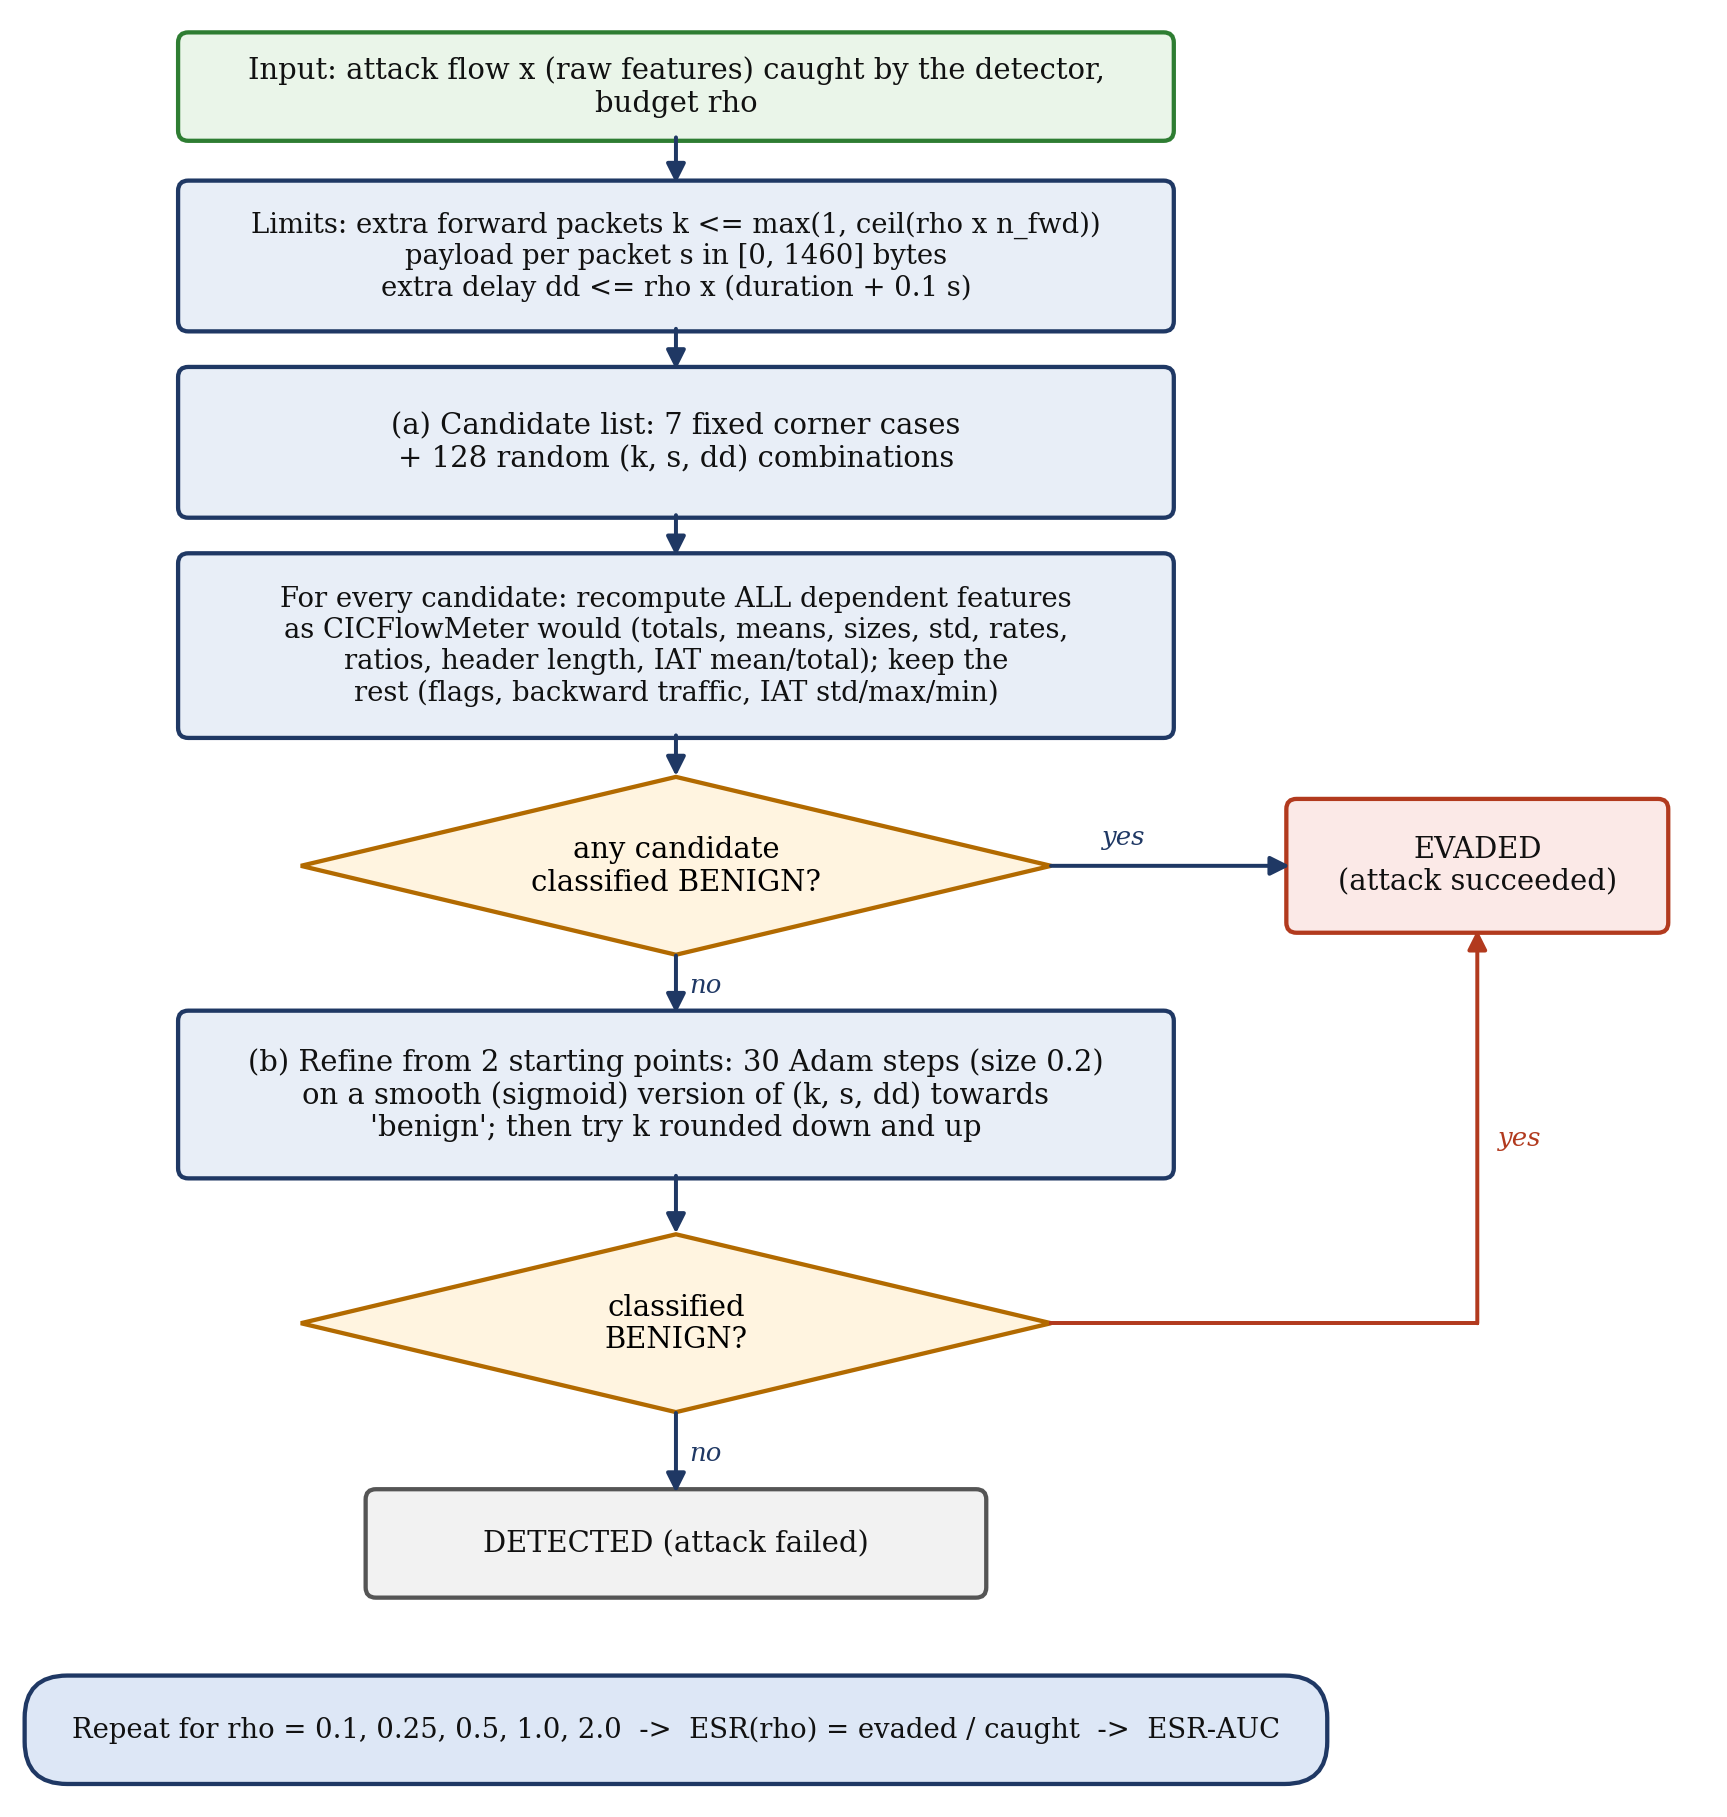 Input: attack flow x (raw features) caught by the detector,
budget rho
Limits: extra forward packets k <= max(1, ceil(rho x n_fwd))
payload per packet s in [0, 1460] bytes
extra delay dd <= rho x (duration + 0.1 s)
(a) Candidate list: 7 fixed corner cases
+ 128 random (k, s, dd) combinations
For every candidate: recompute ALL dependent features
as CICFlowMeter would (totals, means, sizes, std, rates,
ratios, header length, IAT mean/total); keep the
rest (flags, backward traffic, IAT std/max/min)
any candidate
classified BENIGN?
yes
EVADED
(attack succeeded)
no
(b) Refine from 2 starting points: 30 Adam steps (size 0.2)
on a smooth (sigmoid) version of (k, s, dd) towards
'benign'; then try k rounded down and up
yes
classified
BENIGN?
no
DETECTED (attack failed)
Repeat for rho = 0.1, 0.25, 0.5, 1.0, 2.0 -> ESR(rho) = evaded / caught -> ESR-AUC